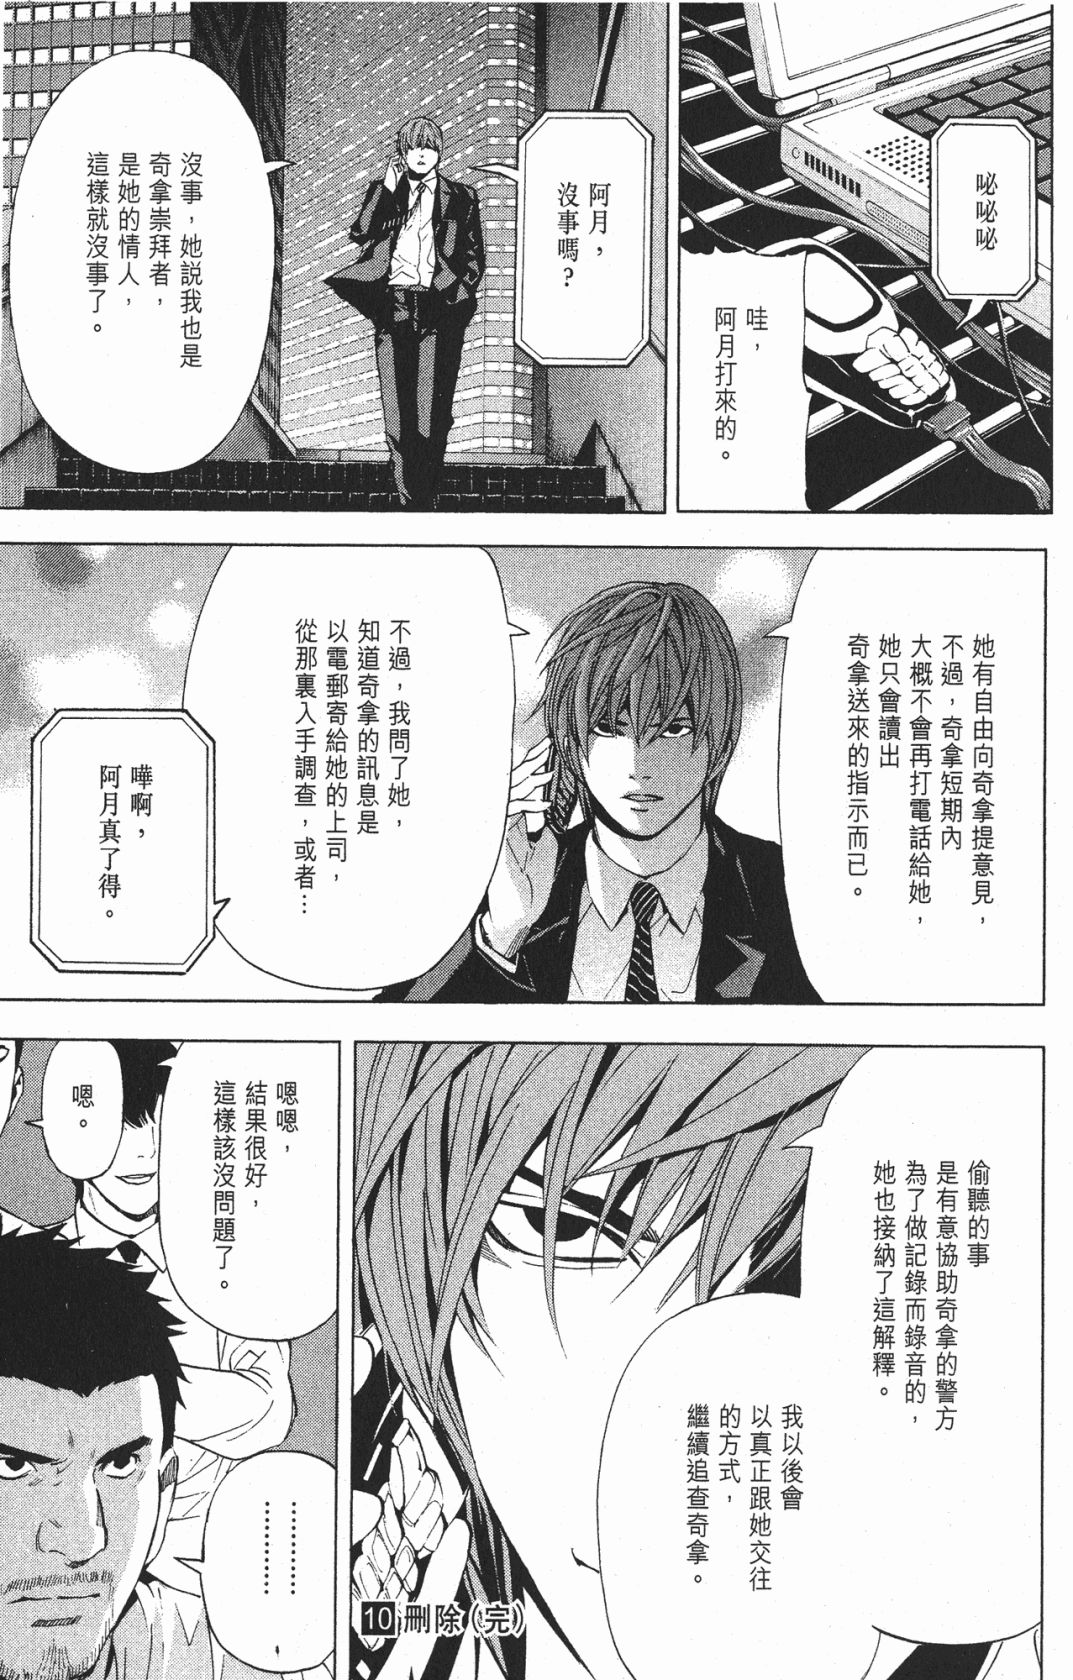 嗶嗶嗶
哇，
阿月打來的。
阿月，
沒事嗎？
沒事，她說我也是
奇拿崇拜者，
是她的情人，
這樣就沒事了。
她有自由向奇拿提意見，
不過，奇拿短期內
大概不會再打電話給她，
她只會讀出
奇拿送來的指示而已。
不過，我問了她，
知道奇拿的訊息是
以電郵寄給她的上司，
從那裏入手調查，或者…
嘩啊，
阿月真了得。
偷聽的事
是有意協助奇拿的警方
為了做記錄而錄音的，
她也接納了這解釋。
我以後會
以真正跟她交往
的方式，
繼續追查奇拿。
嗯嗯，
結果很好，
這樣該沒問題了。
嗯。
…………
…………
10 刪除（完）